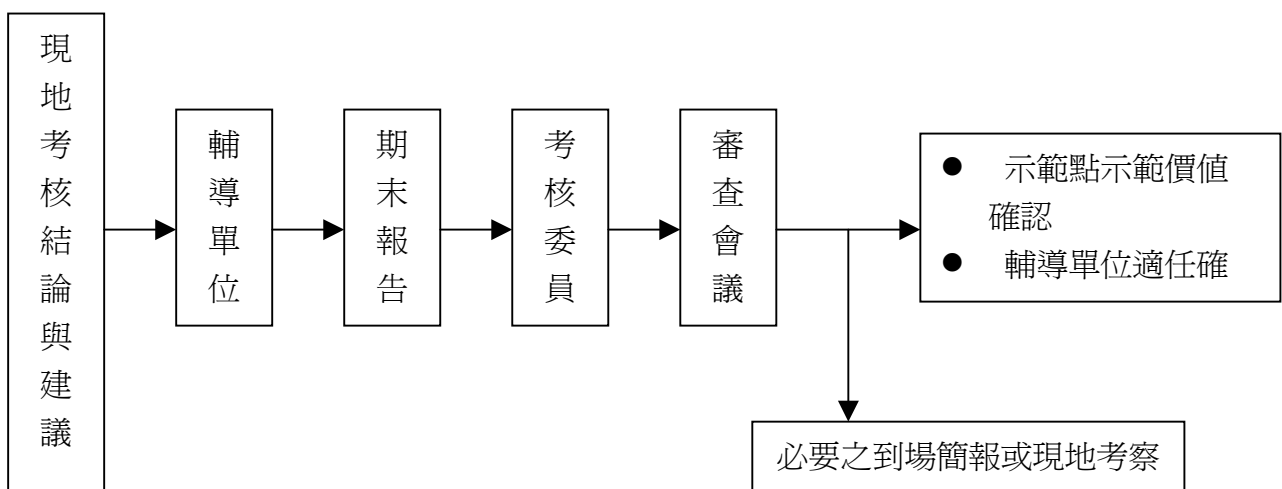 現地考核結論與建議
輔導單位
期末報告
考核委員
審查會議
● 示範點示範價值
確認
● 輔導單位適任確
必要之到場簡報或現地考察